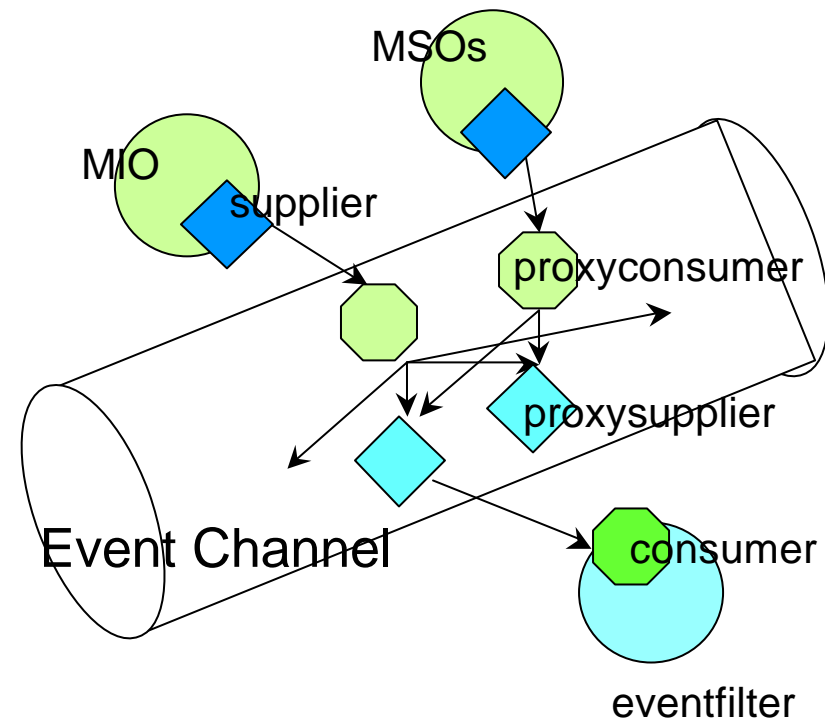 MSOs
MIO
supplier
proxyconsumer
proxysupplier
Event Channel
consumer
eventfilter